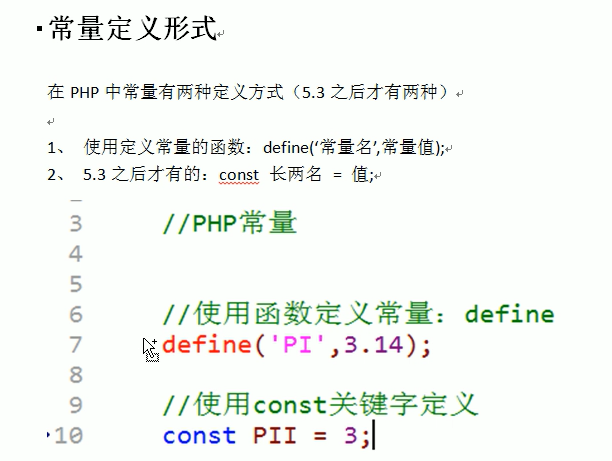 ▪常量定义形式
在 PHP 中常量有两种定义方式（5.3 之后才有两种）
1、 使用定义常量的函数：define(‘常量名’,常量值);
2、 5.3 之后才有的：const 长两名 = 值;
3 //PHP常量
4
5
6 //使用函数定义常量：define
7 define('PI',3.14);
8
9 //使用const关键字定义
10 const PII = 3;